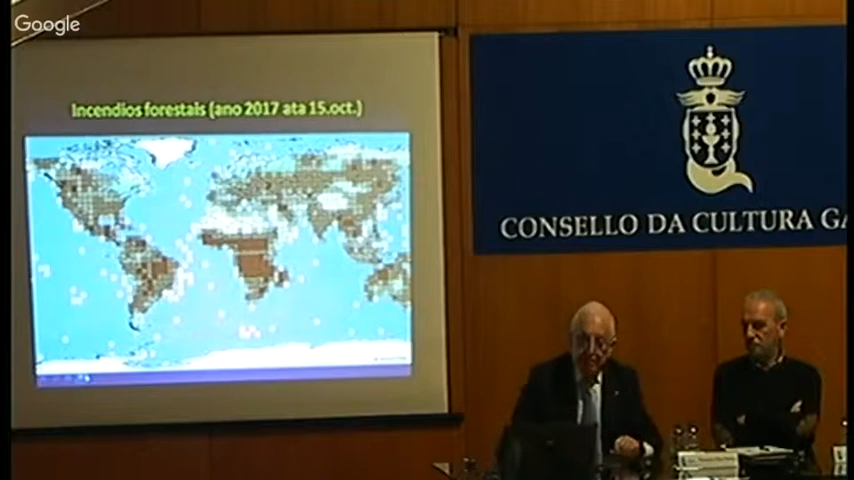 Google
Incendios forestais (ano 2017 ata 15.oct.)
CONSELLO DA CULTURA GA